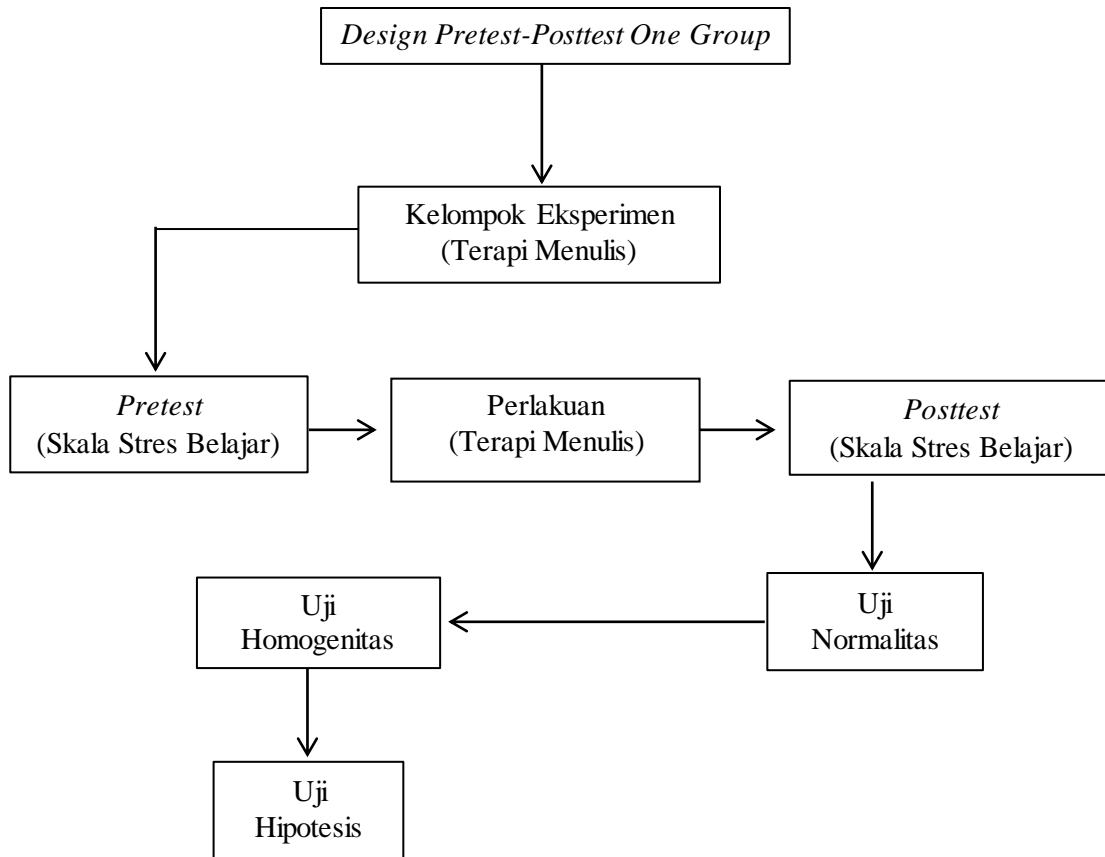 Design Pretest-Posttest One Group
Kelompok Eksperimen
(Terapi Menulis)
Pretest
(Skala Stres Belajar)
Perlakuan
(Terapi Menulis)
Posttest
(Skala Stres Belajar)
Uji
Normalitas
Uji
Homogenitas
Uji
Hipotesis